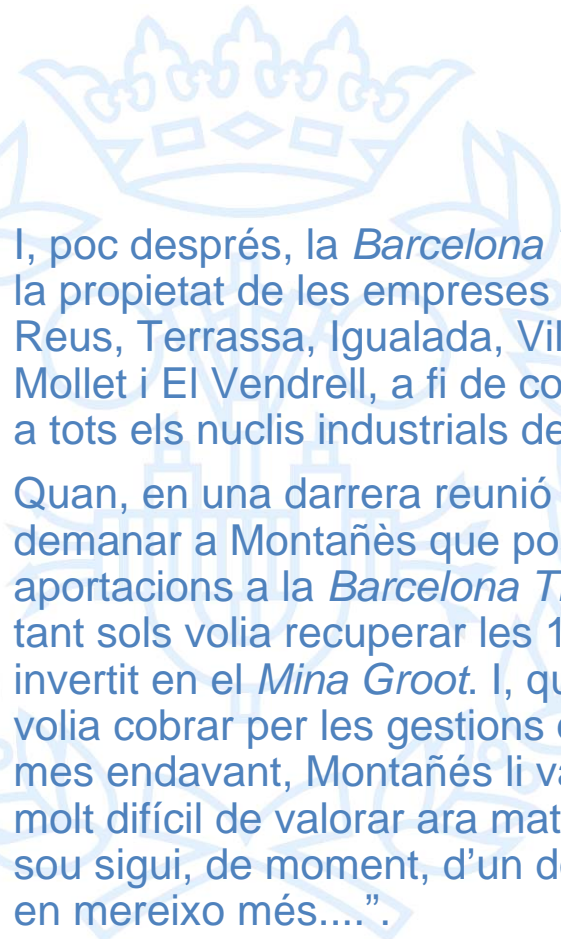 I, poc després, la Barcelona
la propietat de les empreses
Reus, Terrassa, Igualada, Vil
Mollet i El Vendrell, a fi de co
a tots els nuclis industrials de
Quan, en una darrera reunió
demanar a Montañès que po
aportacions a la Barcelona T
tant sols volia recuperar les 1
invertit en el Mina Groot. I, qu
volia cobrar per les gestions
mes endavant, Montañés li va
molt difícil de valorar ara mat
sou sigui, de moment, d'un d
en mereixo més....”.